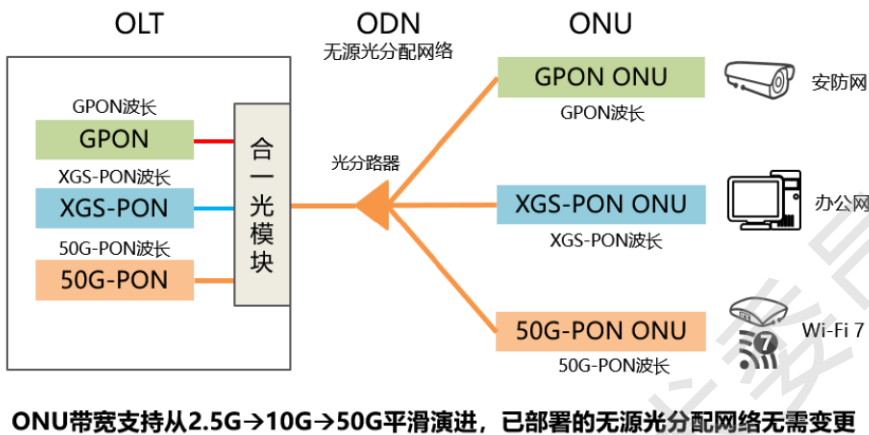 OLT
ODN
无源光分配网络
ONU
GPON波长
GPON
XGS-PON波长
XGS-PON
50G-PON波长
50G-PON
合一光模块
光分路器
GPON ONU
GPON波长
安防网
XGS-PON ONU
XGS-PON波长
办公网
50G-PON ONU
50G-PON波长
7
Wi-Fi 7
ONU带宽支持从2.5G→10G→50G平滑演进，已部署的无源光分配网络无需变更